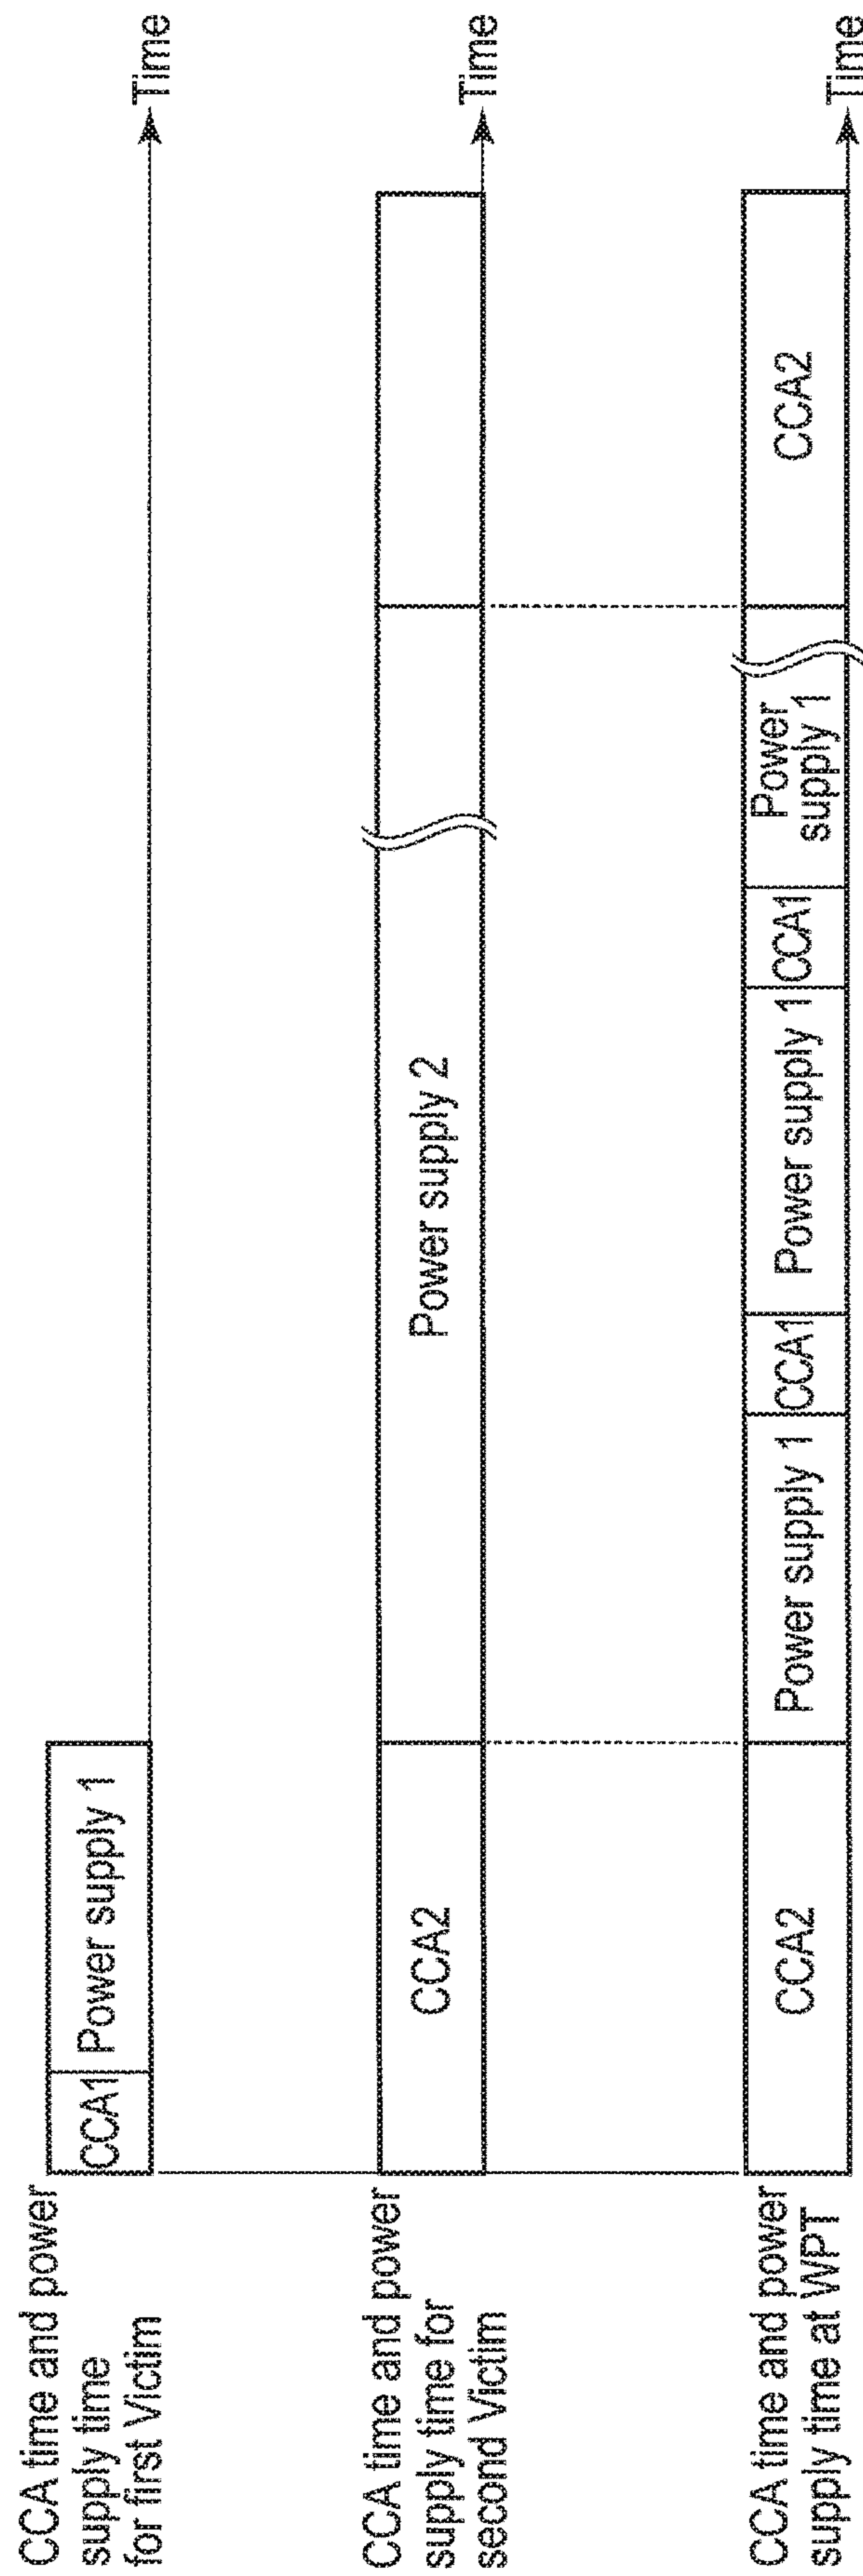 CCA time and power
supply time
for first Victim
CCA1
Power supply 1
Time
CCA time and power
supply time for
second Victim
CCA2
Power supply 2
Time
CCA time and power
supply time at WPT
CCA2
Power supply 1
CCA1
Power supply 1
CCA1
Power
supply 1
CCA2
Time